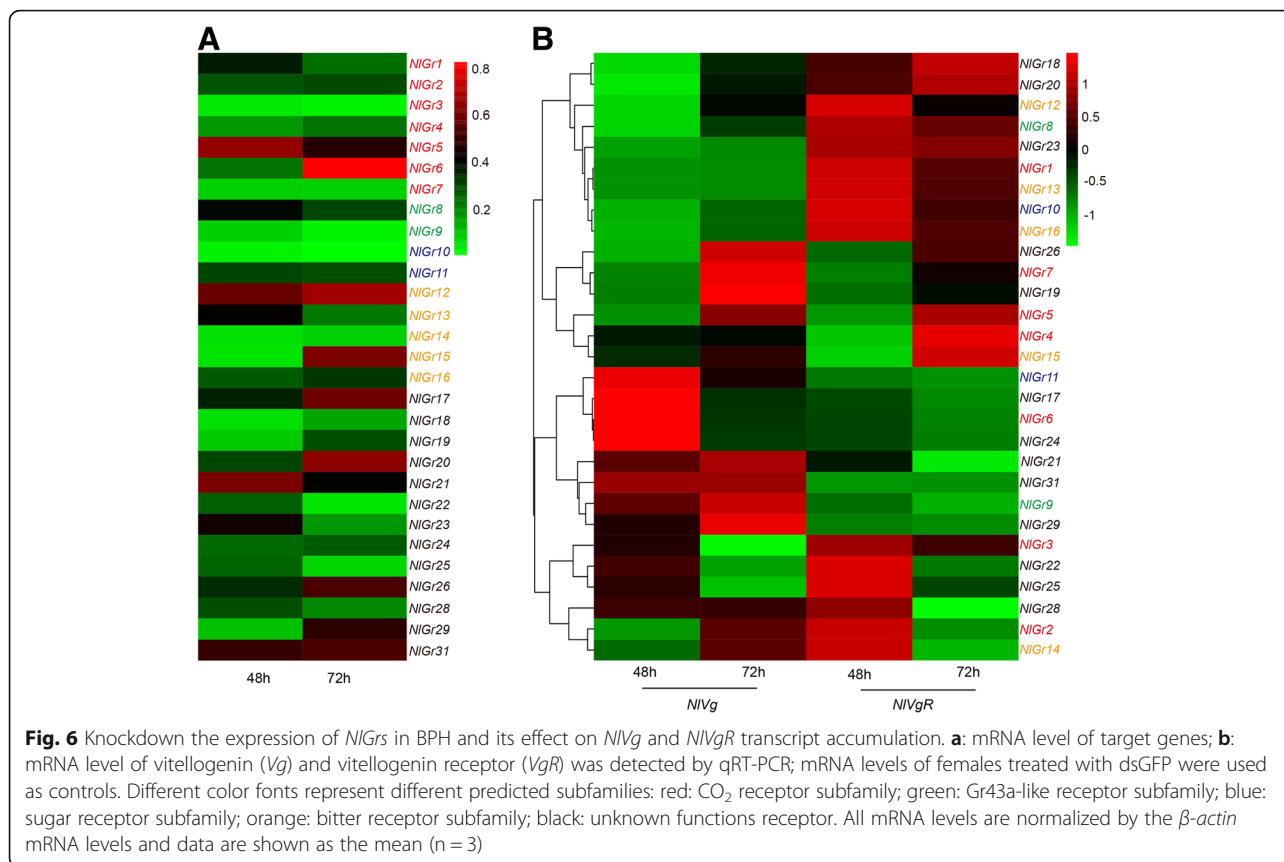 A
NlGr1
NlGr2
NlGr3
NlGr4
NlGr5
NlGr6
NlGr7
NlGr8
NlGr9
NlGr10
NlGr11
NlGr12
NlGr13
NlGr14
NlGr15
NlGr16
NlGr17
NlGr18
NlGr19
NlGr20
NlGr21
NlGr22
NlGr23
NlGr24
NlGr25
NlGr26
NlGr28
NlGr29
NlGr31
0.8
0.6
0.4
0.2
48h 72h
B
NlGr18
NlGr20
NlGr12
NlGr8
NlGr23
NlGr1
NlGr13
NlGr10
NlGr16
NlGr26
NlGr7
NlGr19
NlGr5
NlGr4
NlGr15
NlGr11
NlGr17
NlGr6
NlGr24
NlGr21
NlGr31
NlGr9
NlGr29
NlGr3
NlGr22
NlGr25
NlGr28
NlGr2
NlGr14
1
0.5
0
-0.5
-1
48h 72h 48h 72h
NlVg NlVgR
Fig. 6 Knockdown the expression of NlGrs in BPH and its effect on NlVg and NlVgR transcript accumulation. a: mRNA level of target genes; b:
mRNA level of vitellogenin (Vg) and vitellogenin receptor (VgR) was detected by qRT-PCR; mRNA levels of females treated with dsGFP were used
as controls. Different color fonts represent different predicted subfamilies: red: CO₂ receptor subfamily; green: Gr43a-like receptor subfamily; blue:
sugar receptor subfamily; orange: bitter receptor subfamily; black: unknown functions receptor. All mRNA levels are normalized by the β-actin
mRNA levels and data are shown as the mean (n = 3)